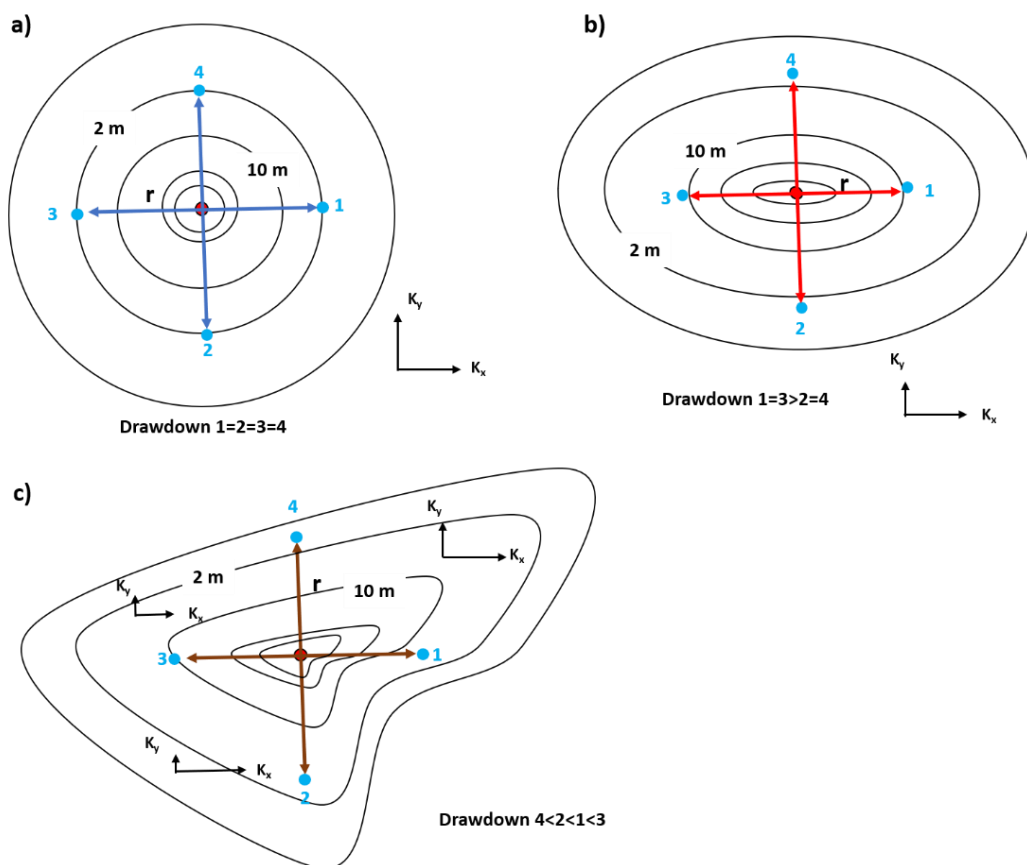 a)
4
2 m
10 m
r
3
1
2
Ky
Kx
Drawdown 1=2=3=4
b)
4
10 m
r
3
1
2 m
2
Ky
Kx
Drawdown 1=3>2=4
c)
4
Ky
Kx
2 m
r
10 m
Ky
Kx
3
1
Ky
Kx
2
Drawdown 4<2<1<3